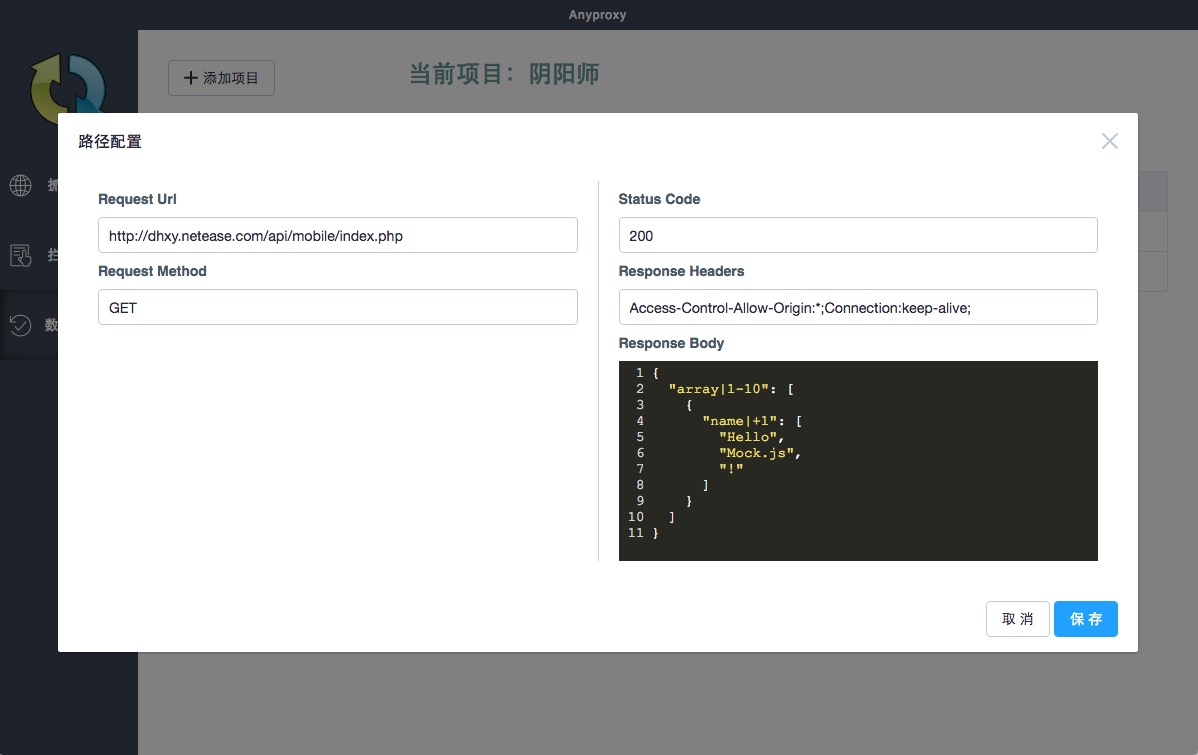 Anyproxy
添加项目
当前项目：阴阳师
路径配置
抓
拦
数
Request Url
http://dhxy.netease.com/api/mobile/index.php
Request Method
GET
Status Code
200
Response Headers
Access-Control-Allow-Origin:*;Connection:keep-alive;
Response Body
1 {
2 "array|1-10": [
3 {
4 "name|+1": [
5 "Hello",
6 "Mock.js",
7 "!"
8 ]
9 }
10 ]
11 }
取 消
保 存